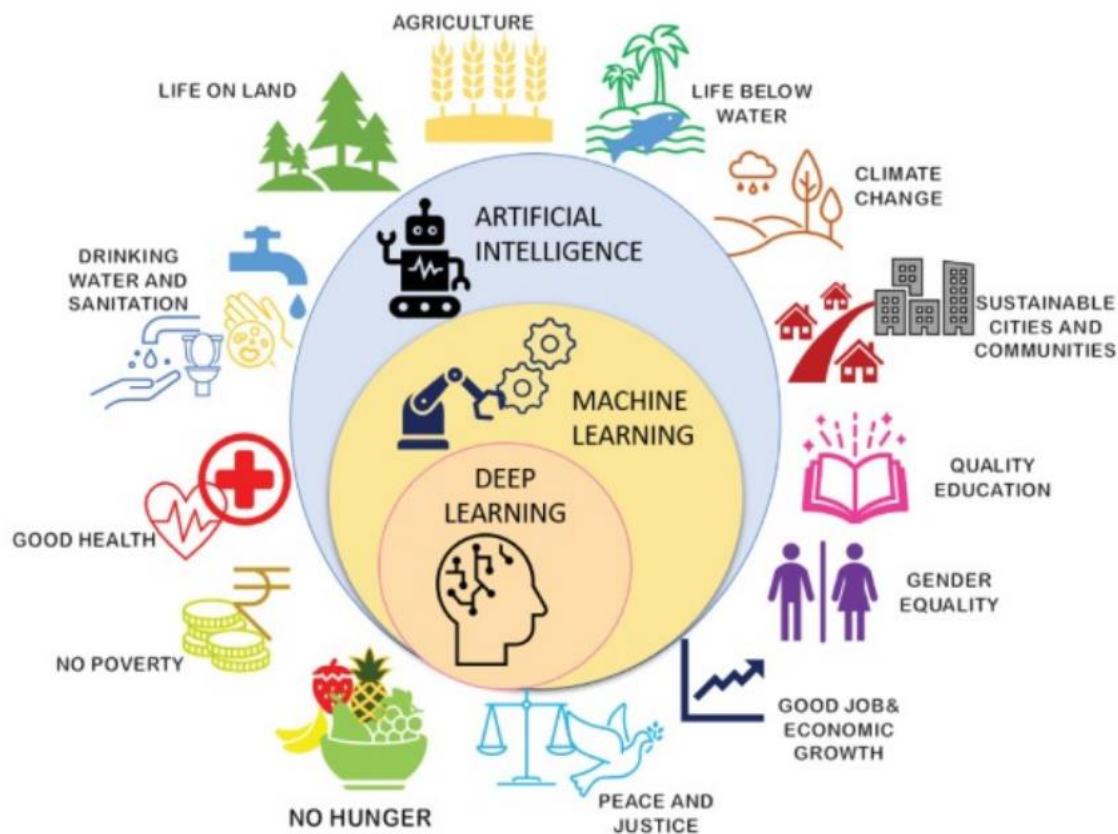 AGRICULTURE
LIFE ON LAND
LIFE BELOW
WATER
CLIMATE
CHANGE
ARTIFICIAL
INTELLIGENCE
DRINKING
WATER AND
SANITATION
SUSTAINABLE
CITIES AND
COMMUNITIES
MACHINE
LEARNING
DEEP
LEARNING
QUALITY
EDUCATION
GOOD HEALTH
GENDER
EQUALITY
NO POVERTY
GOOD JOB&
ECONOMIC
GROWTH
NO HUNGER
PEACE AND
JUSTICE